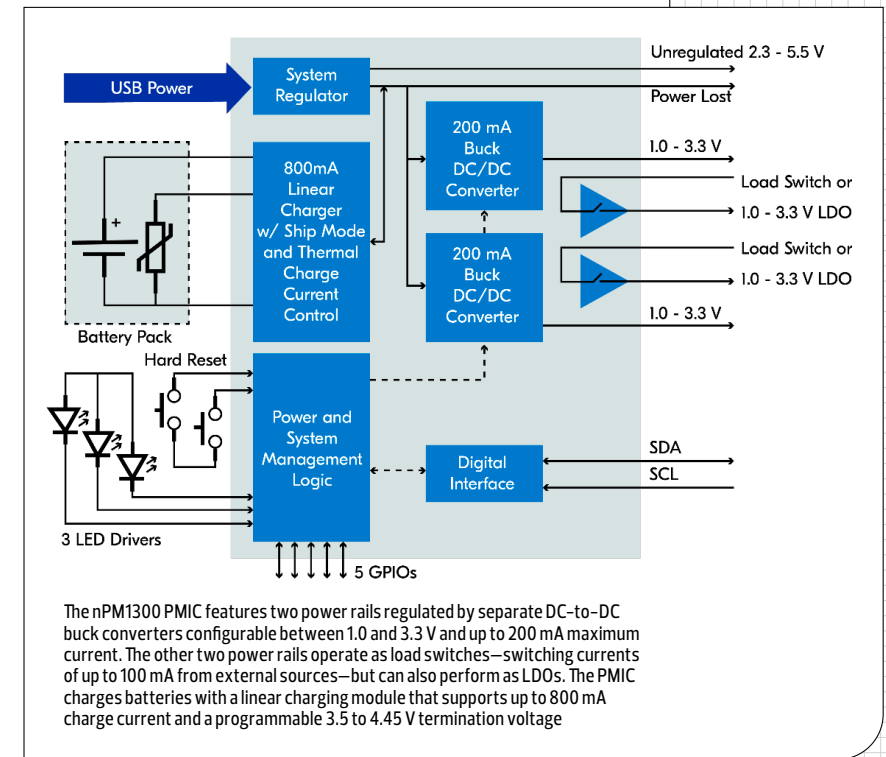 Unregulated 2.3 - 5.5 V
USB Power
System
Regulator
Power Lost
200 mA
Buck
DC/DC
Converter
1.0 - 3.3 V
800mA
Linear
Charger
w/ Ship Mode
and Thermal
Charge
Current
Control
Load Switch or
1.0 - 3.3 V LDO
+
200 mA
Buck
DC/DC
Converter
Load Switch or
1.0 - 3.3 V LDO
1.0 - 3.3 V
Battery Pack
Hard Reset
Power and
System
Management
Logic
Digital
Interface
SDA
SCL
3 LED Drivers
5 GPIOs
The nPM1300 PMIC features two power rails regulated by separate DC-to-DC
buck converters configurable between 1.0 and 3.3 V and up to 200 mA maximum
current. The other two power rails operate as load switches—switching currents
of up to 100 mA from external sources—but can also perform as LDOs. The PMIC
charges batteries with a linear charging module that supports up to 800 mA
charge current and a programmable 3.5 to 4.45 V termination voltage